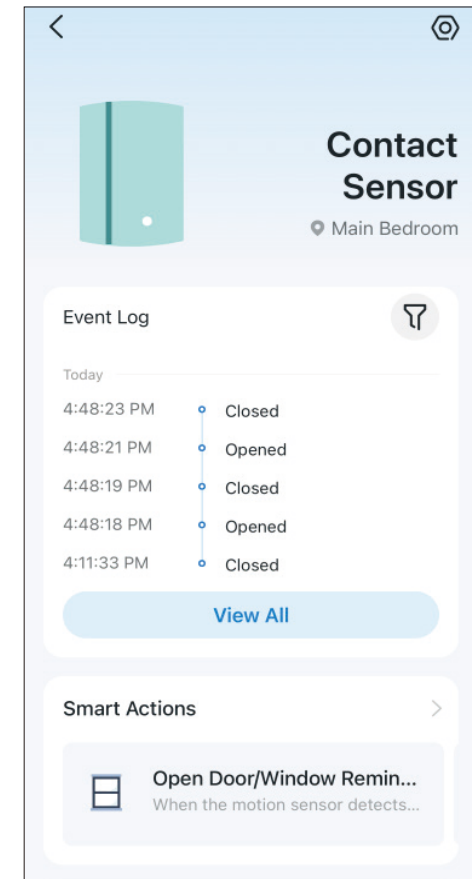 Contact
Sensor
Main Bedroom
Event Log
Today
4:48:23 PM Closed
4:48:21 PM Opened
4:48:19 PM Closed
4:48:18 PM Opened
4:11:33 PM Closed
View All
Smart Actions
Open Door/Window Remin...
When the motion sensor detects...